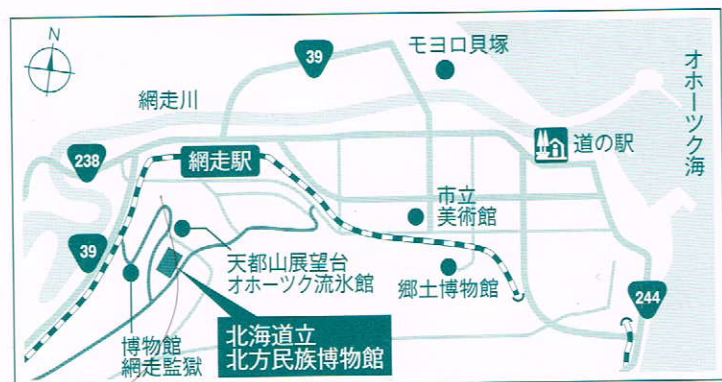 N
39
モヨロ貝塚
オホーツク海
網走川
道の駅
238
網走駅
市立
美術館
39
天都山展望台
オホーツク流氷館
郷土博物館
244
北海道立
北方民族博物館
博物館
網走監獄